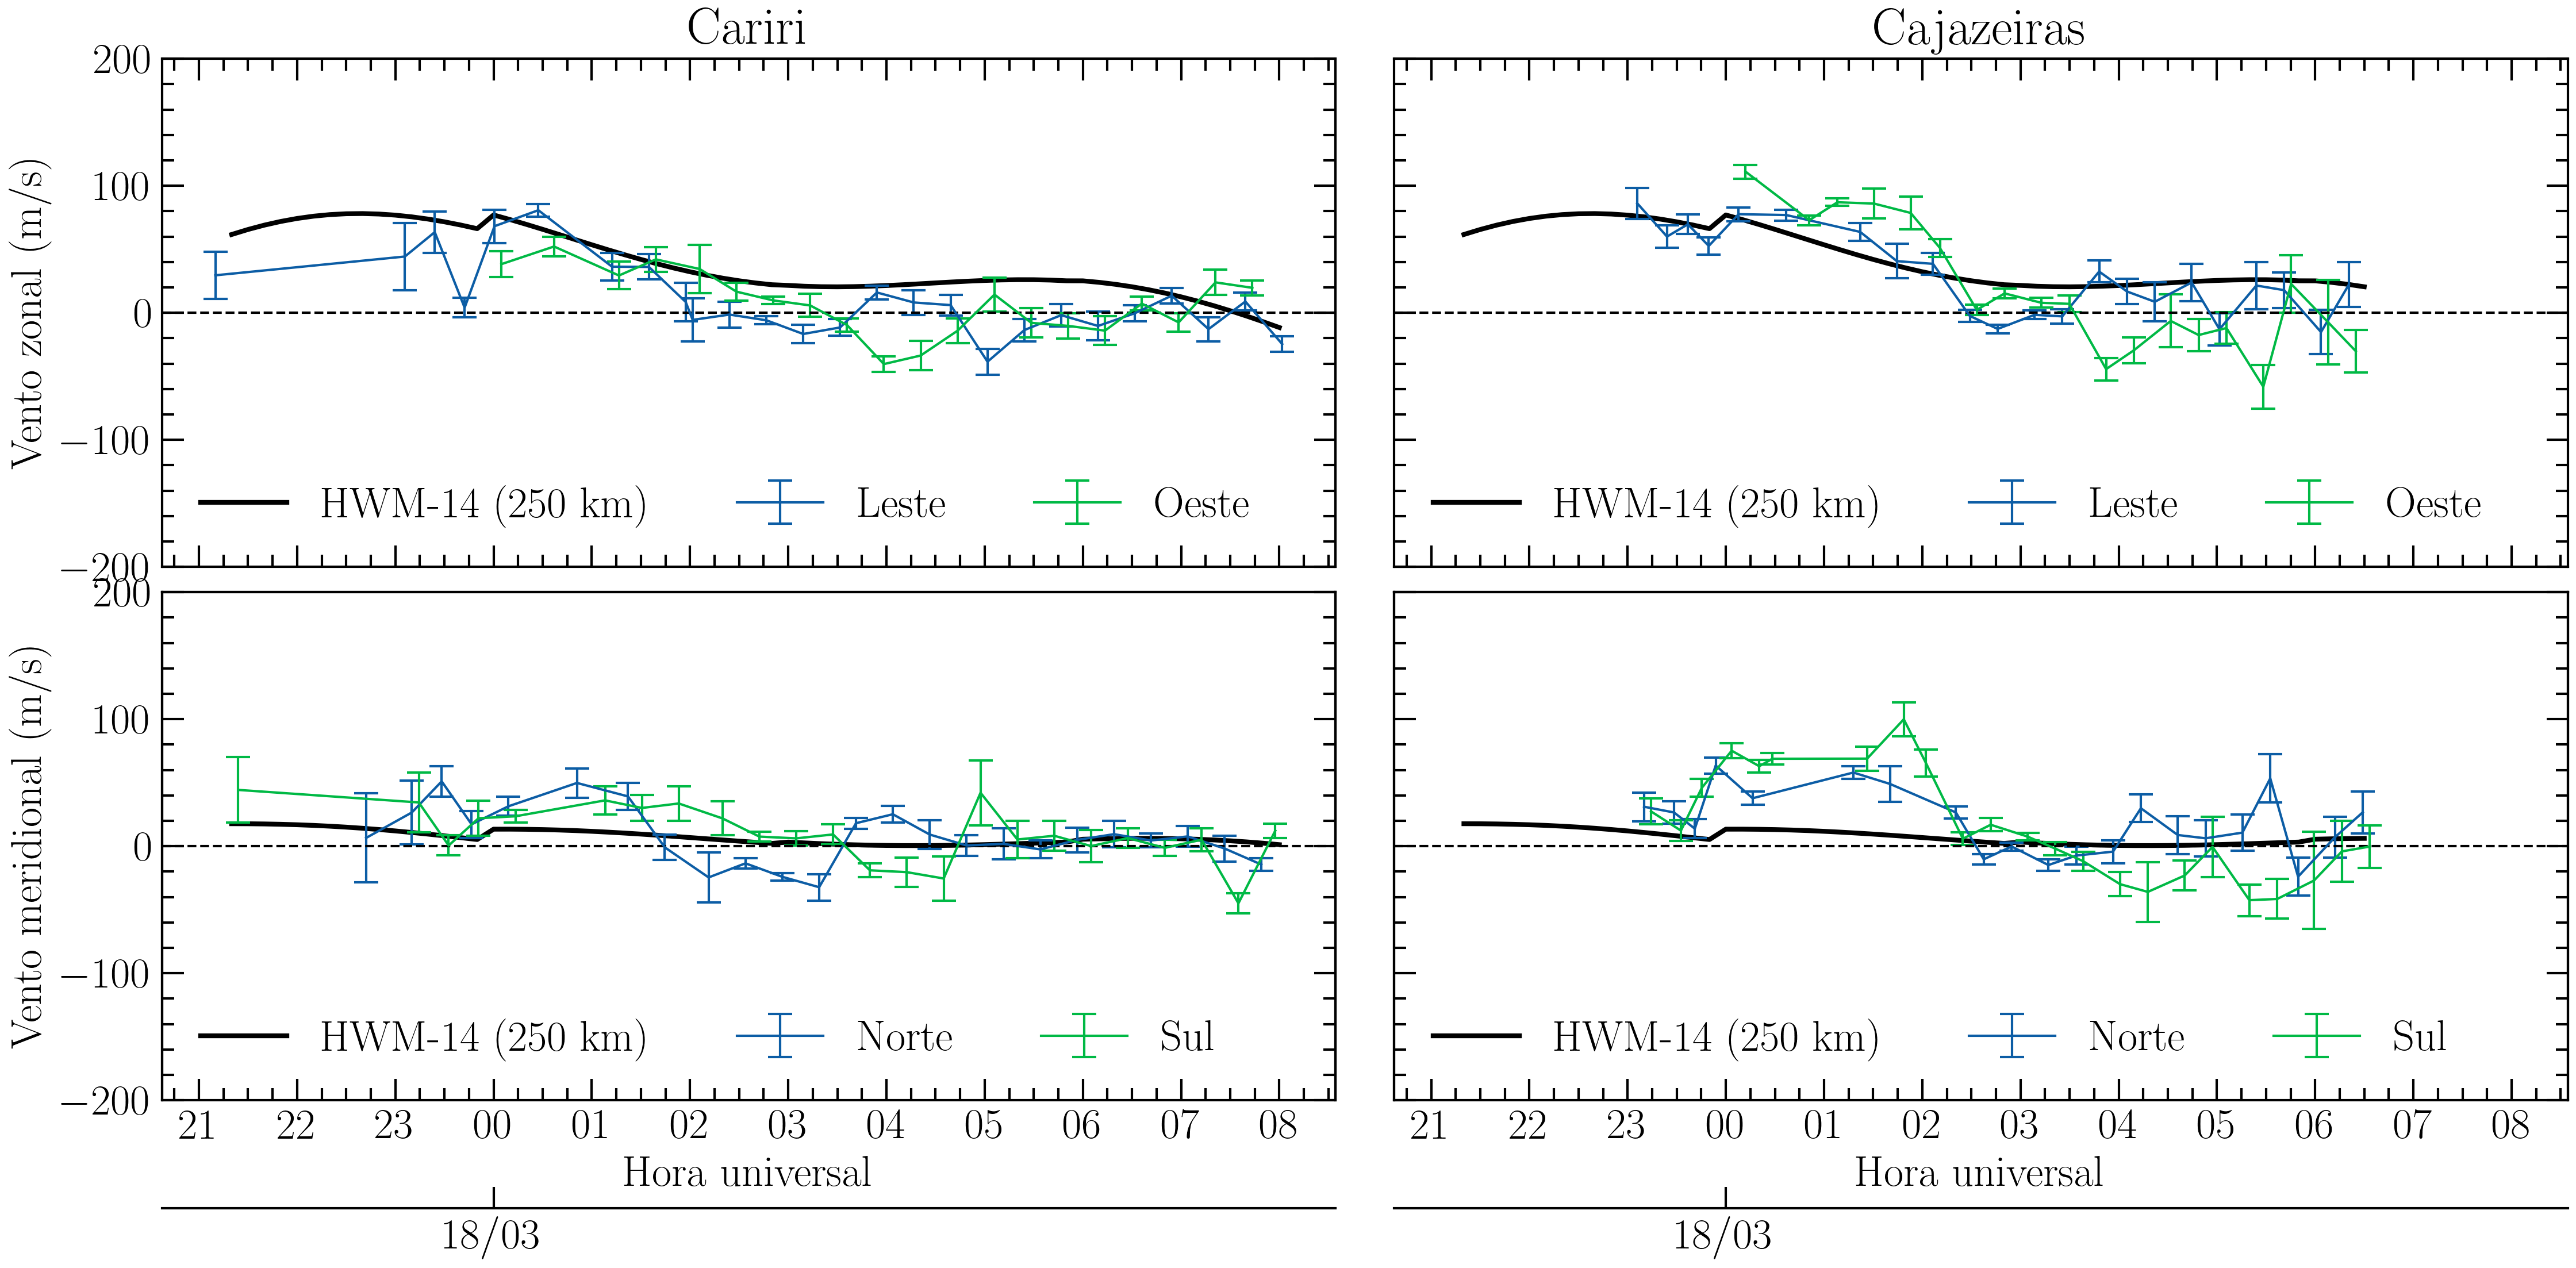 Cariri
Cajazeiras
200
100
0
−100
−200
Vento zonal (m/s)
HWM-14 (250 km) Leste Oeste
HWM-14 (250 km) Leste Oeste
200
100
0
−100
−200
Vento meridional (m/s)
HWM-14 (250 km) Norte Sul
HWM-14 (250 km) Norte Sul
21 22 23 00 01 02 03 04 05 06 07 08
21 22 23 00 01 02 03 04 05 06 07 08
Hora universal
Hora universal
18/03
18/03